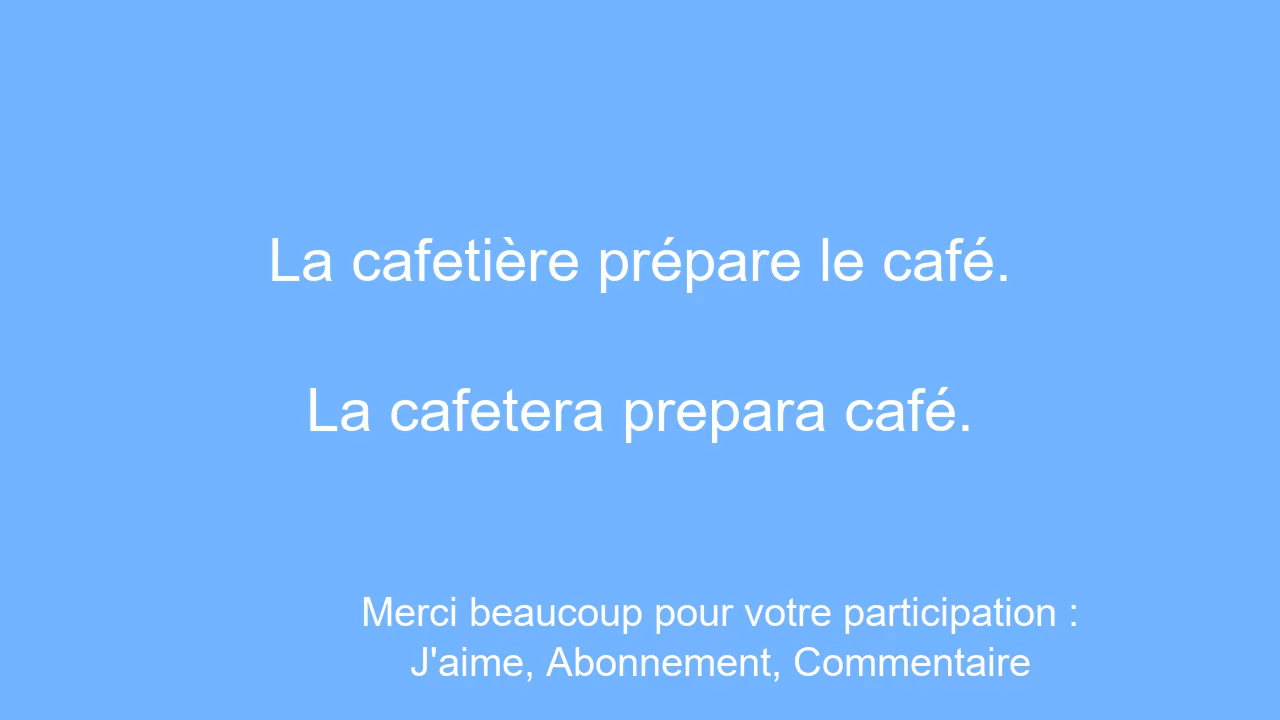 La cafetière prépare le café.
La cafetera prepara café.
Merci beaucoup pour votre participation :
J'aime, Abonnement, Commentaire